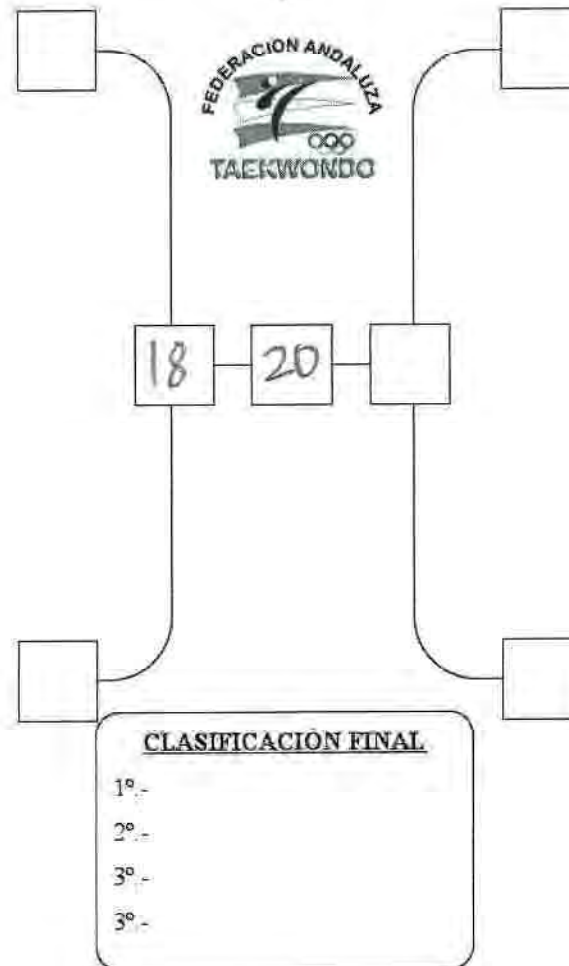 FEDERACION ANDALUZA
TAEKWONDO
18 20
CLASIFICACIÓN FINAL
1º.-
2º.-
3º.-
3º.-